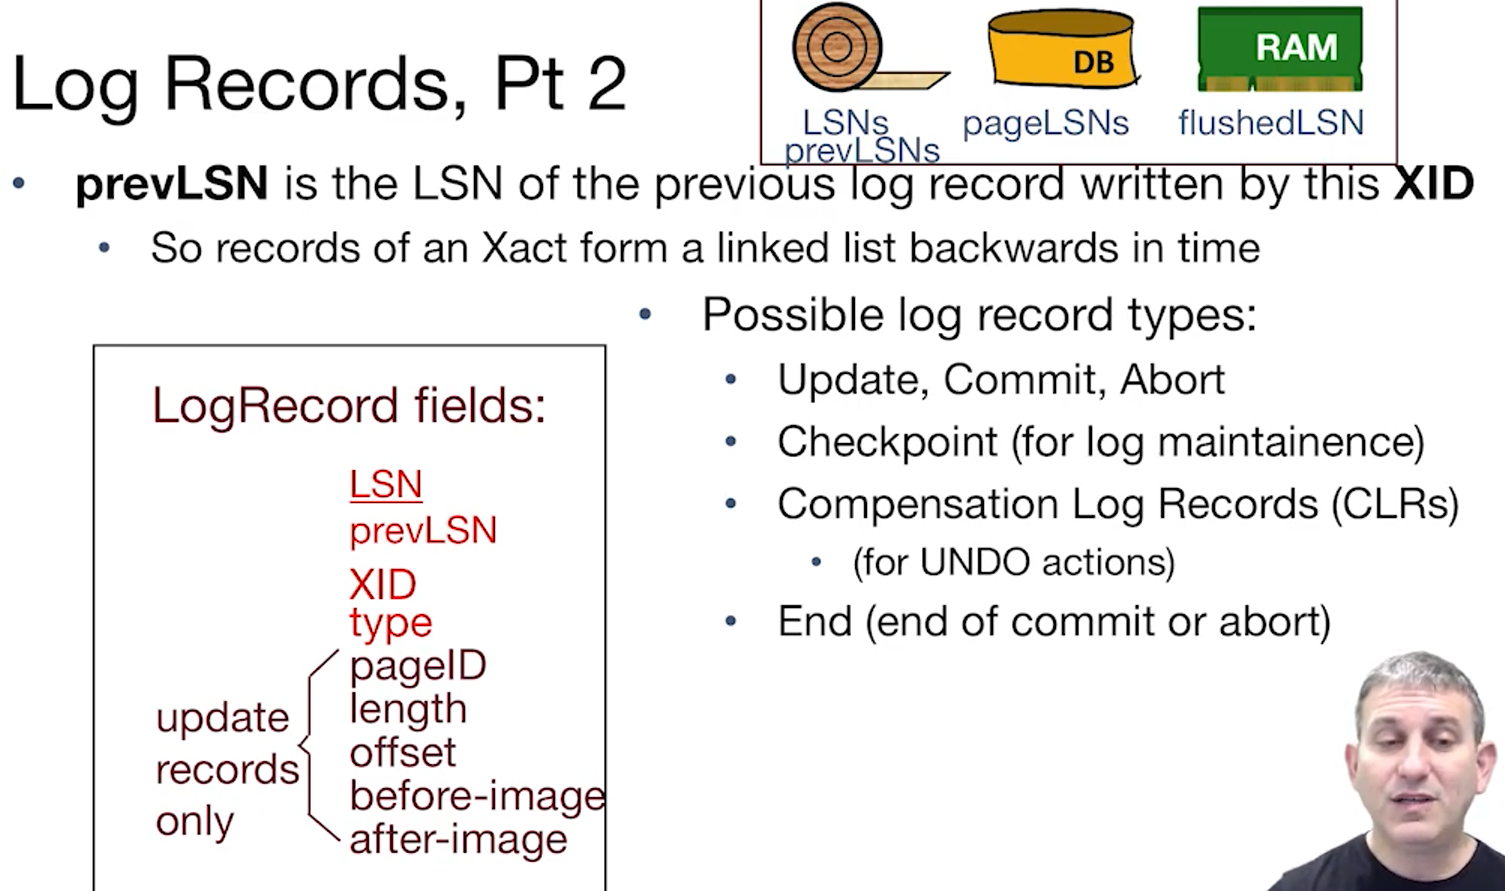 Log Records, Pt 2
DB
RAM
LSNs
prevLSNs
pageLSNs
flushedLSN
• prevLSN is the LSN of the previous log record written by this XID
• So records of an Xact form a linked list backwards in time
LogRecord fields:
LSN
prevLSN
XID
type
update
records
only
pageID
length
offset
before-image
after-image
• Possible log record types:
• Update, Commit, Abort
• Checkpoint (for log maintainence)
• Compensation Log Records (CLRs)
• (for UNDO actions)
• End (end of commit or abort)